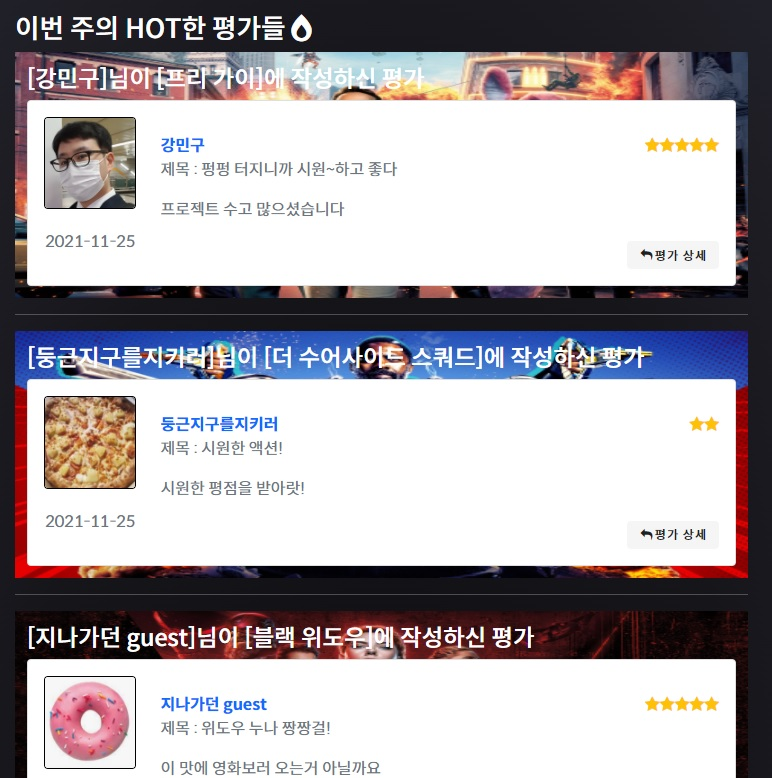 이번 주의 HOT한 평가들
[강민구]님이 [프리 가이]에 작성하신 평가
강민구
제목 : 펑펑 터지니까 시원~하고 좋다
프로젝트 수고 많으셨습니다
2021-11-25
평가 상세
[둥근지구를지키러]님이 [더 수어사이드 스쿼드]에 작성하신 평가
둥근지구를지키러
제목 : 시원한 액션!
시원한 평점을 받아랏!
2021-11-25
평가 상세
[지나가던 guest]님이 [블랙 위도우]에 작성하신 평가
지나가던 guest
제목 : 위도우 누나 짱짱걸!
이 맛에 영화보러 오는거 아닐까요